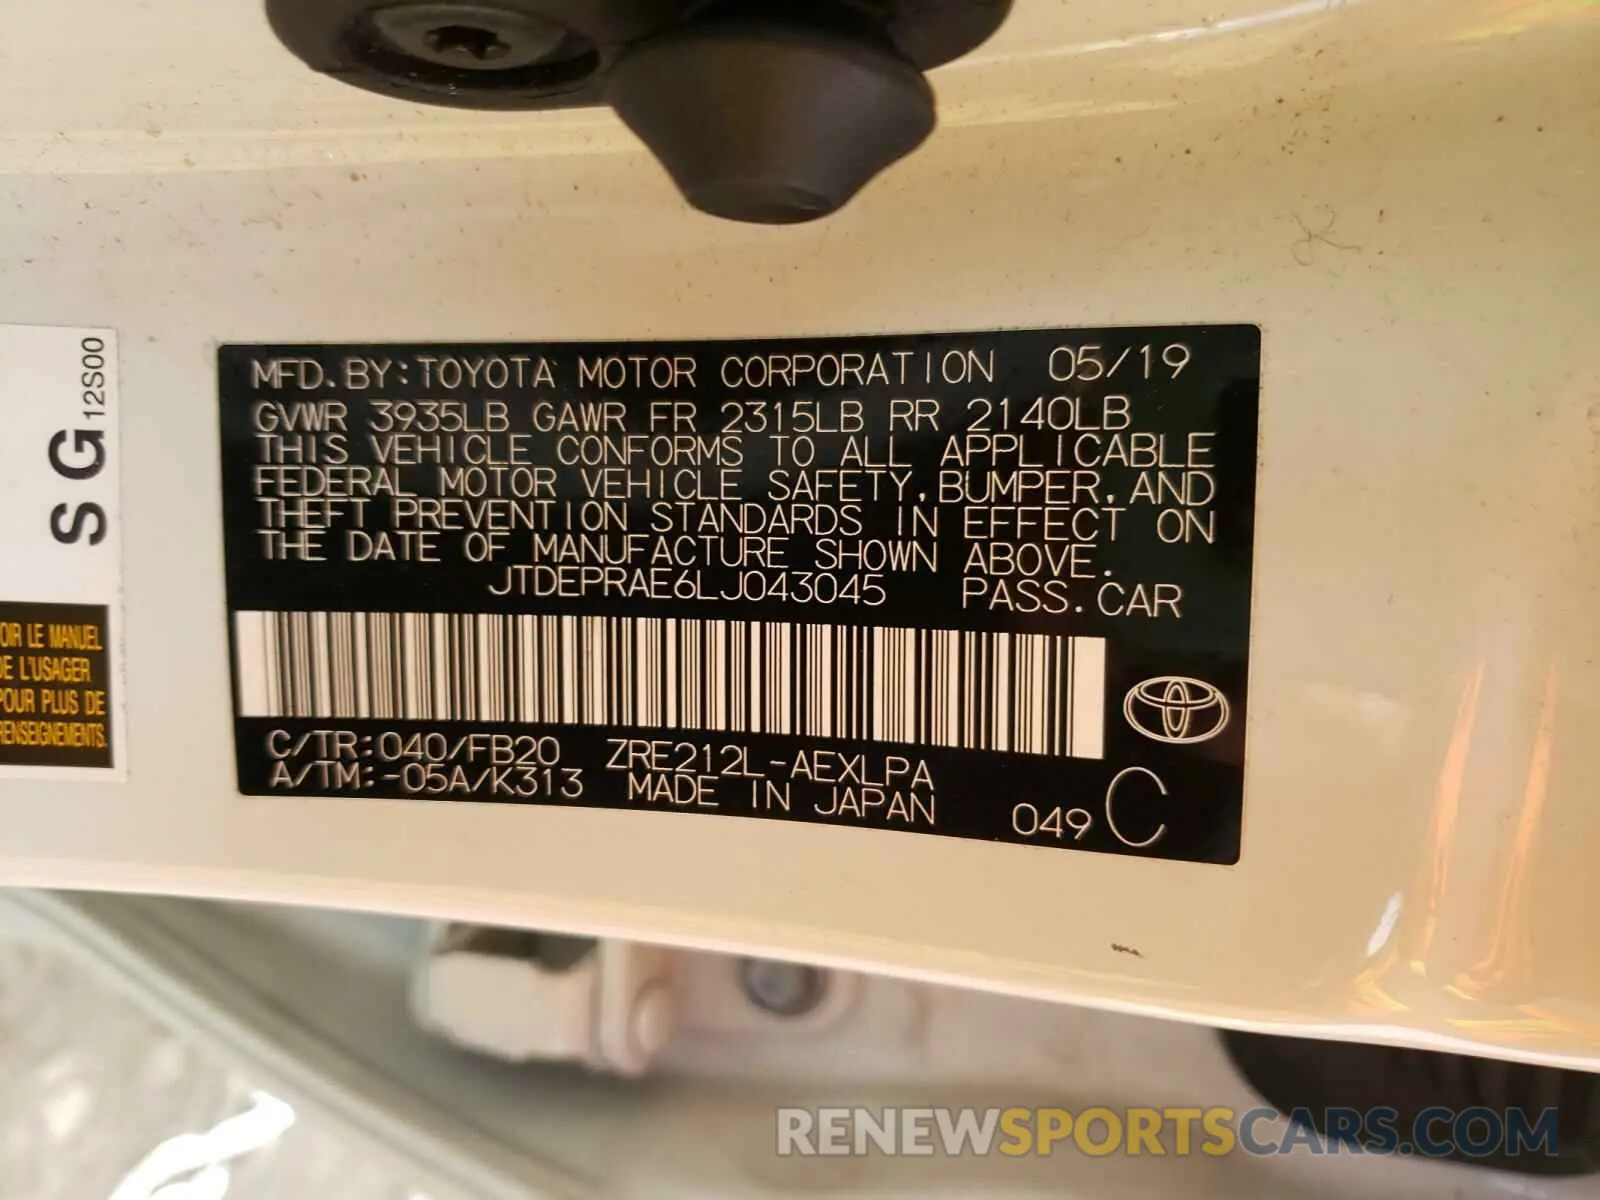 MFD.BY:TOYOTA MOTOR CORPORATION 05/19
GVWR 3935LB GAWR FR 2315LB RR 2140LB
THIS VEHICLE CONFORMS TO ALL APPLICABLE
FEDERAL MOTOR VEHICLE SAFETY, BUMPER, AND
THEFT PREVENTION STANDARDS IN EFFECT ON
THE DATE OF MANUFACTURE SHOWN ABOVE.
JTDEPRAE6LJ043045 PASS.CAR
C/TR:040/FB20 ZRE212L-AEXLPA
A/TM:-05A/K313 MADE IN JAPAN
049 C
SG 12S00
OIR LE MANUEL
DE L'USAGER
POUR PLUS DE
RENSEIGNEMENTS.
RENEWSPORTSCARS.COM